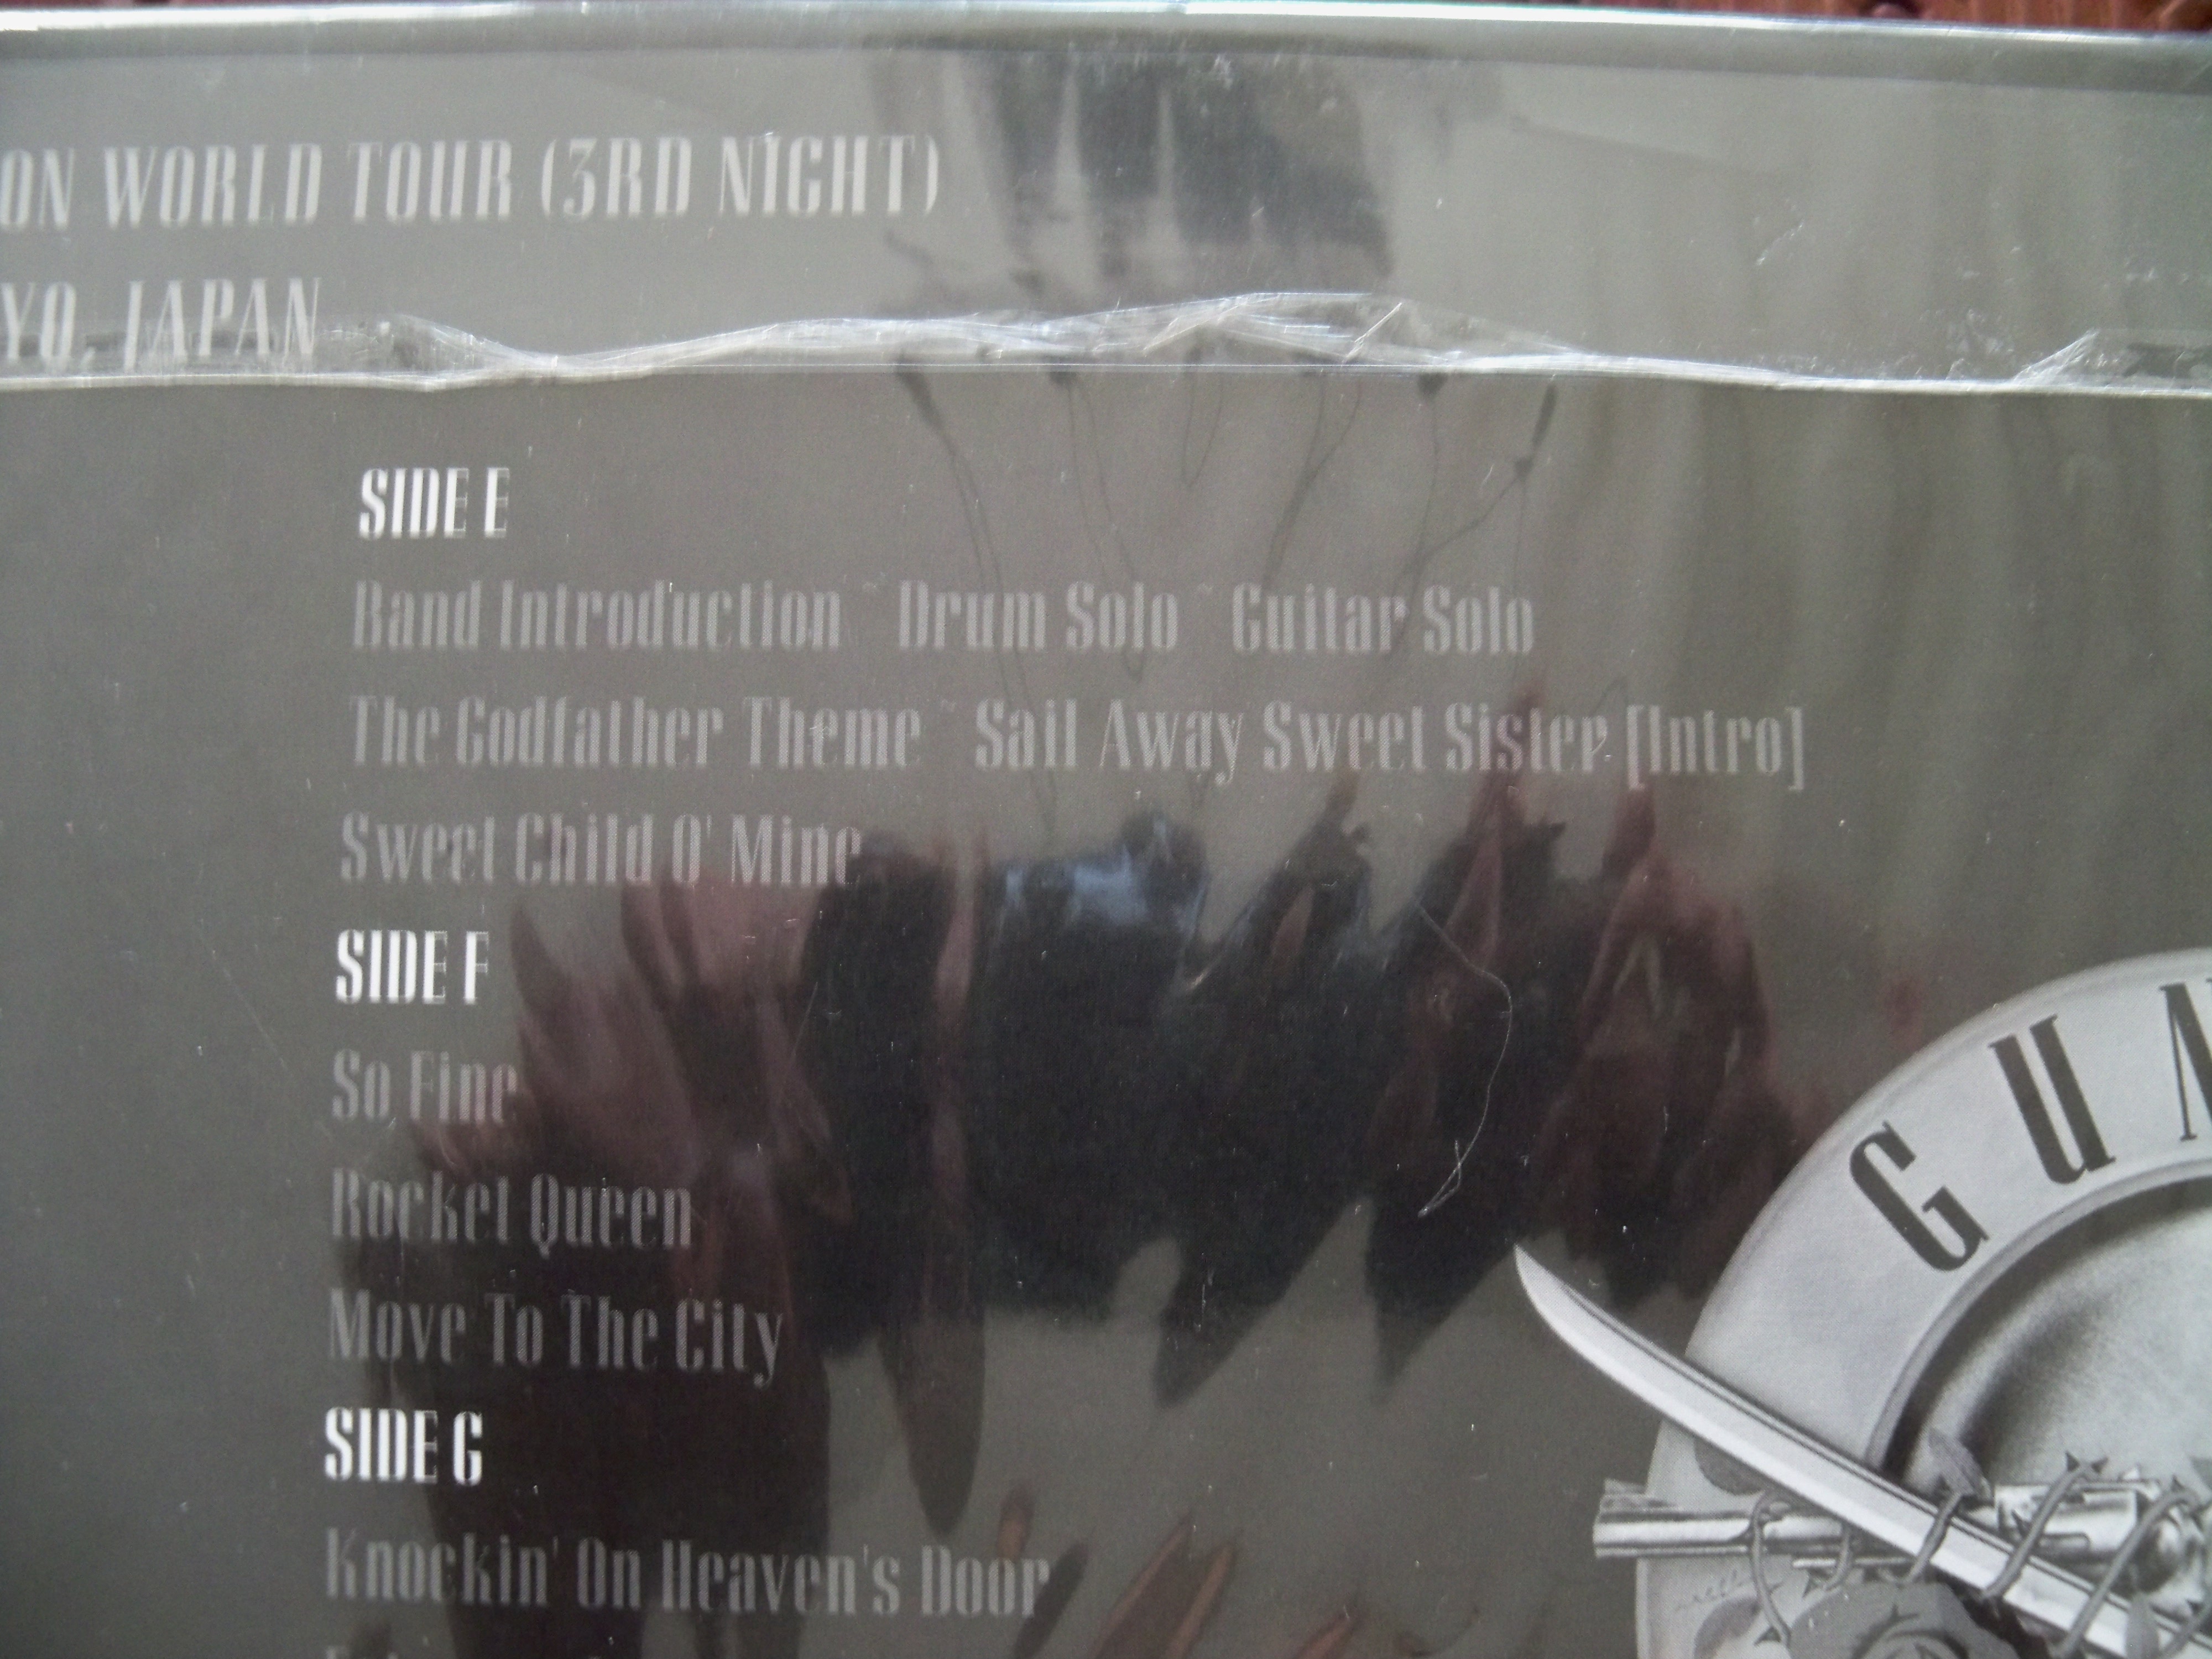 ON WORLD TOUR (3RD NIGHT)
YO, JAPAN
SIDE E
Band Introduction ~ Drum Solo ~ Guitar Solo
The Godfather Theme ~ Sail Away Sweet Sister [Intro]
Sweet Child O' Mine
SIDE F
So Fine
Rocket Queen
Move To The City
SIDE G
Knockin' On Heaven's Door
GUN